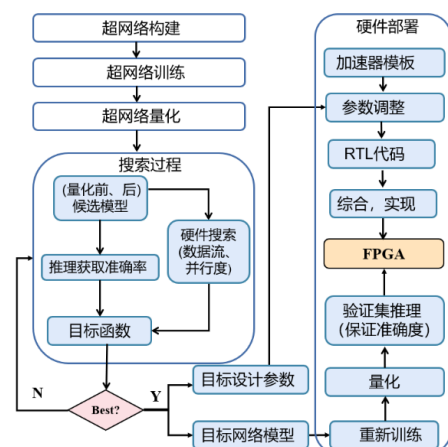 超网络构建
超网络训练
超网络量化
搜索过程
(量化前、后)
候选模型
硬件搜索
(数据流、
并行度)
推理获取准确率
目标函数
N
Best?
Y
目标设计参数
目标网络模型
硬件部署
加速器模板
参数调整
RTL代码
综合，实现
FPGA
验证集推理
(保证准确度)
量化
重新训练